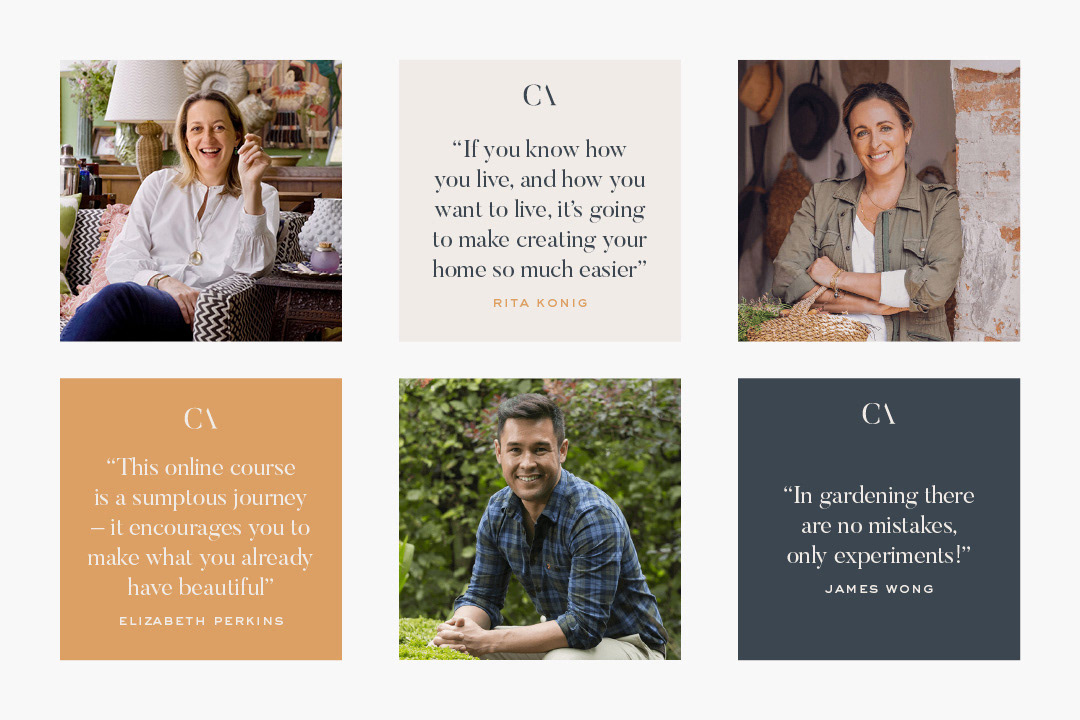 CA
“If you know how
you live, and how you
want to live, it’s going
to make creating your
home so much easier”
RITA KONIG
CA
“This online course
is a sumptous journey
– it encourages you to
make what you already
have beautiful”
ELIZABETH PERKINS
CA
“In gardening there
are no mistakes,
only experiments!”
JAMES WONG